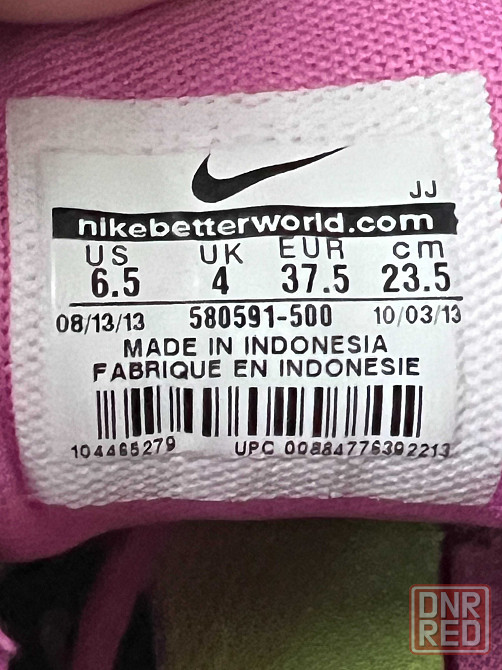 JJ
nikebetterworld.com
US UK EUR cm
6.5 4 37.5 23.5
08/13/13 580591-500 10/03/13
MADE IN INDONESIA
FABRIQUE EN INDONESIE
104465279 UPC 00884776392213
DNR
RED